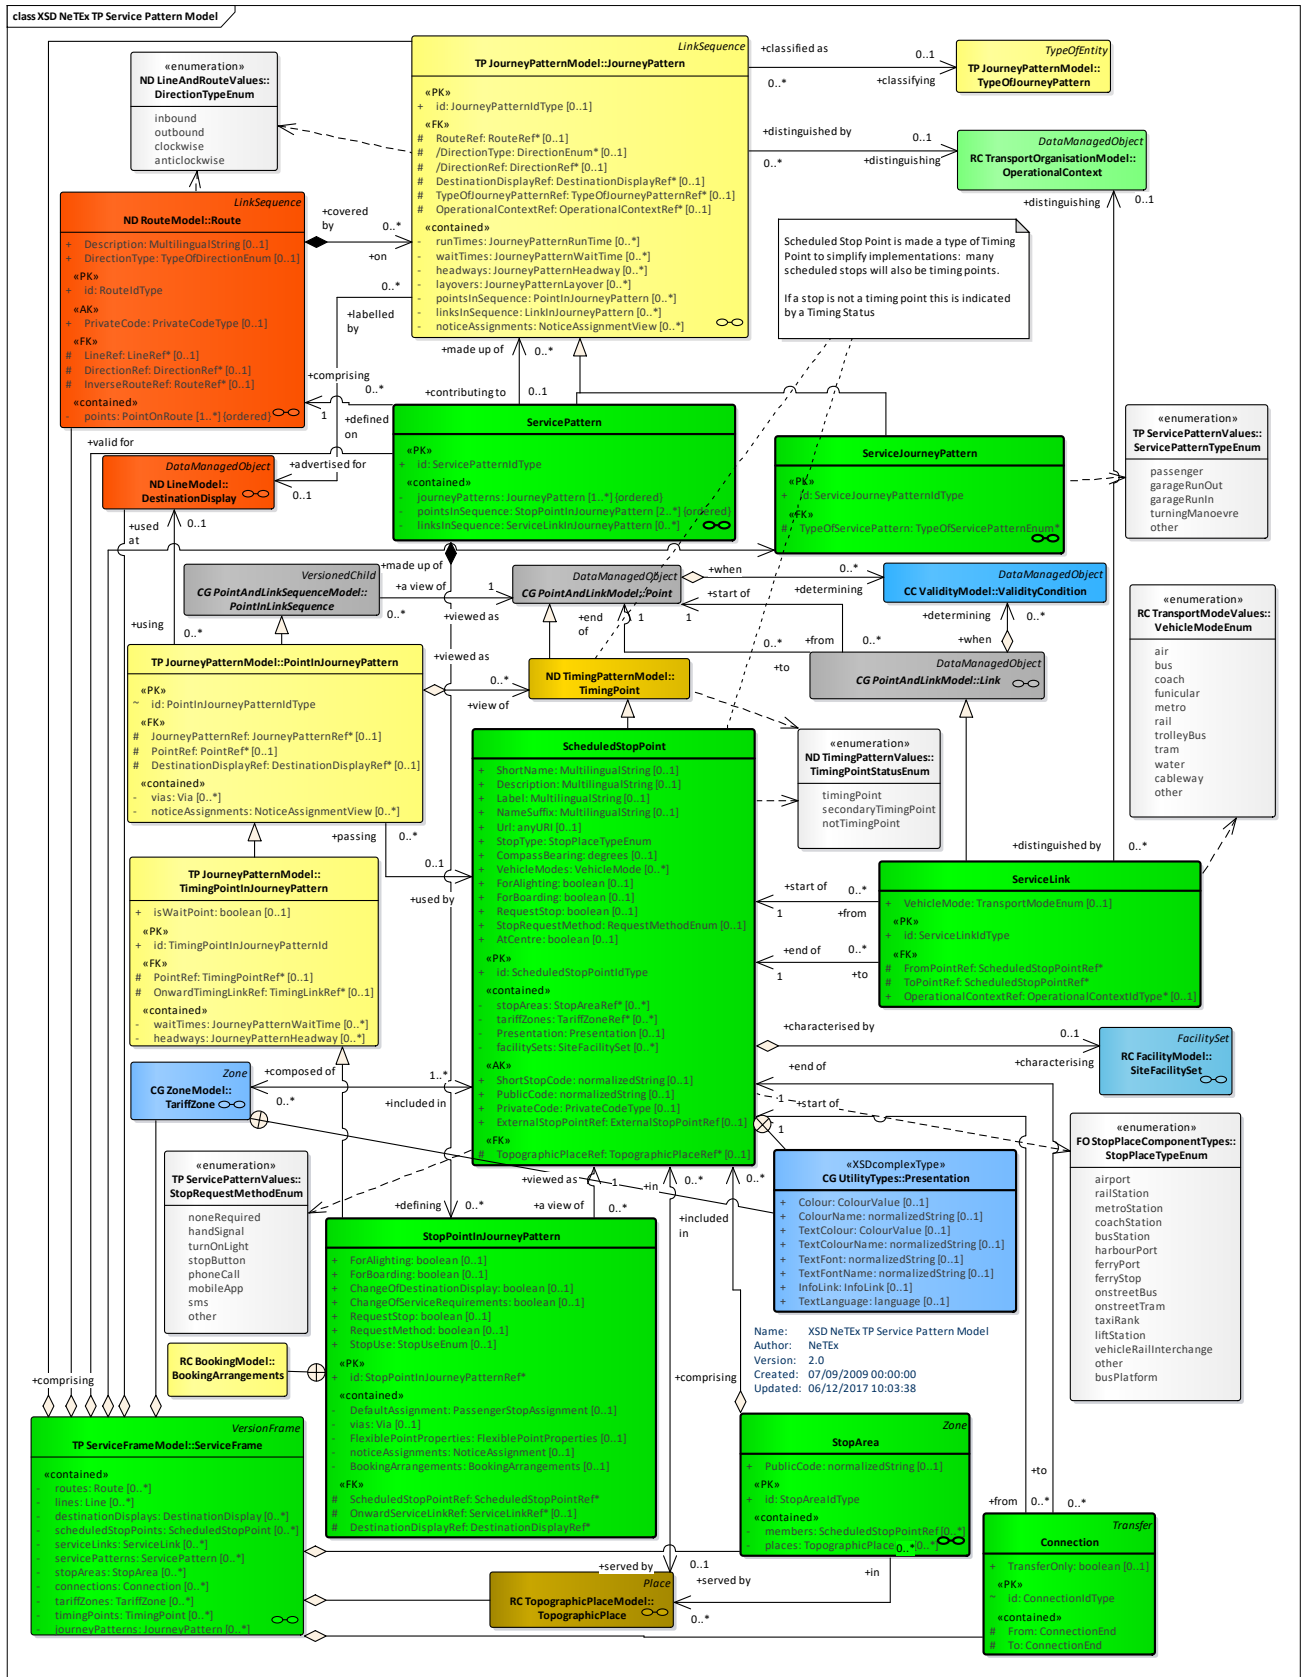 class XSD NeTEx TP Service Pattern Model
LinkSequence
TP JourneyPatternModel::JourneyPattern
«PK»
+ id: JourneyPatternIdType [0..1]
«FK»
# RouteRef: RouteRef* [0..1]
# /DirectionType: DirectionEnum* [0..1]
# /DirectionRef: DirectionRef* [0..1]
# DestinationDisplayRef: DestinationDisplayRef* [0..1]
# TypeOfJourneyPatternRef: TypeOfJourneyPatternRef* [0..1]
# OperationalContextRef: OperationalContextRef* [0..1]
«contained»
- runTimes: JourneyPatternRunTime [0..*]
- waitTimes: JourneyPatternWaitTime [0..*]
- headways: JourneyPatternHeadway [0..*]
- layovers: JourneyPatternLayover [0..*]
- pointsInSequence: PointInJourneyPattern [0..*]
- linksInSequence: LinkInJourneyPattern [0..*]
- noticeAssignments: NoticeAssignmentView [0..*]
+classified as
0..1
0..*
+classifying
TypeOfEntity
TP JourneyPatternModel::
TypeOfJourneyPattern
+distinguished by
0..1
0..*
+distinguishing
DataManagedObject
RC TransportOrganisationModel::
OperationalContext
+distinguishing
0..1
«enumeration»
ND LineAndRouteValues::
DirectionTypeEnum
inbound
outbound
clockwise
anticlockwise
LinkSequence
ND RouteModel::Route
+ Description: MultilingualString [0..1]
+ DirectionType: TypeOfDirectionEnum [0..1]
«PK»
+ id: RouteIdType
«AK»
+ PrivateCode: PrivateCodeType [0..1]
«FK»
# LineRef: LineRef* [0..1]
# DirectionRef: DirectionRef* [0..1]
# InverseRouteRef: RouteRef* [0..1]
«contained»
- points: PointOnRoute [1..*] {ordered}
+covered
by
0..*
+on
0..*
+labelled
by
Scheduled Stop Point is made a type of Timing
Point to simplify implementations: many
scheduled stops will also be timing points.
If a stop is not a timing point this is indicated
by a Timing Status
+made up of
0..*
+comprising
0..*
+contributing to
0..1
1
+defined
on
+valid for
+advertised for
0..1
ServicePattern
«PK»
+ id: ServicePatternIdType
«contained»
- journeyPatterns: JourneyPattern [1..*] {ordered}
- pointsInSequence: StopPointInJourneyPattern [2..*] {ordered}
- linksInSequence: ServiceLinkInJourneyPattern [0..*]
ServiceJourneyPattern
«PK»
+ id: ServiceJourneyPatternIdType
«FK»
# TypeOfServicePattern: TypeOfServicePatternEnum*
«enumeration»
TP ServicePatternValues::
ServicePatternTypeEnum
passenger
garageRunOut
garageRunIn
turningManoevre
other
DataManagedObject
ND LineModel::
DestinationDisplay
+used
at
0..1
+made up of
VersionedChild
CG PointAndLinkSequenceModel::
PointInLinkSequence
+a view of
1
0..*
+viewed as
DataManagedObject
CG PointAndLinkModel::Point
+when
0..*
+determining
DataManagedObject
CC ValidityModel::ValidityCondition
+start of
1
+end
of
1
+determining
0..*
+when
+from
0..*
0..*
+to
DataManagedObject
CG PointAndLinkModel::Link
+using
0..*
TP JourneyPatternModel::PointInJourneyPattern
«PK»
~ id: PointInJourneyPatternIdType
«FK»
# JourneyPatternRef: JourneyPatternRef* [0..1]
# PointRef: PointRef* [0..1]
# DestinationDisplayRef: DestinationDisplayRef* [0..1]
«contained»
- vias: Via [0..*]
- noticeAssignments: NoticeAssignmentView [0..*]
+viewed as
0..*
+view of
ND TimingPatternModel::
TimingPoint
«enumeration»
RC TransportModeValues::
VehicleModeEnum
air
bus
coach
funicular
metro
rail
trolleyBus
tram
water
cableway
other
ScheduledStopPoint
+ ShortName: MultilingualString [0..1]
+ Description: MultilingualString [0..1]
+ Label: MultilingualString [0..1]
+ NameSuffix: MultilingualString [0..1]
+ Url: anyURI [0..1]
+ StopType: StopPlaceTypeEnum
+ CompassBearing: degrees [0..1]
+ VehicleModes: VehicleMode [0..*]
+ ForAlighting: boolean [0..1]
+ ForBoarding: boolean [0..1]
+ RequestStop: boolean [0..1]
+ StopRequestMethod: RequestMethodEnum [0..1]
+ AtCentre: boolean [0..1]
«PK»
+ id: ScheduledStopPointIdType
«contained»
- stopAreas: StopAreaRef* [0..*]
- tariffZones: TariffZoneRef* [0..*]
- Presentation: Presentation [0..1]
- facilitySets: SiteFacilitySet [0..*]
«AK»
+ ShortStopCode: normalizedString [0..1]
+ PublicCode: normalizedString [0..1]
+ PrivateCode: PrivateCodeType [0..1]
+ ExternalStopPointRef: ExternalStopPointRef [0..1]
«FK»
# TopographicPlaceRef: TopographicPlaceRef* [0..1]
«enumeration»
ND TimingPatternValues::
TimingPointStatusEnum
timingPoint
secondaryTimingPoint
notTimingPoint
+passing
0..*
0..1
+used by
TP JourneyPatternModel::
TimingPointInJourneyPattern
+ isWaitPoint: boolean [0..1]
«PK»
+ id: TimingPointInJourneyPatternId
«FK»
# PointRef: TimingPointRef* [0..1]
# OnwardTimingLinkRef: TimingLinkRef* [0..1]
«contained»
- waitTimes: JourneyPatternWaitTime [0..*]
- headways: JourneyPatternHeadway [0..*]
+distinguished by
0..*
ServiceLink
+ VehicleMode: TransportModeEnum [0..1]
«PK»
+ id: ServiceLinkIdType
«FK»
# FromPointRef: ScheduledStopPointRef*
# ToPointRef: ScheduledStopPointRef*
+ OperationalContextRef: OperationalContextIdType* [0..1]
+start of
0..*
1
+from
+end of
0..*
1
+to
+characterised by
0..1
+characterising
FacilitySet
RC FacilityModel::
SiteFacilitySet
+end of
1
+start of
1
Zone
CG ZoneModel::
TariffZone
+composed of
1..*
0..*
+included in
«enumeration»
TP ServicePatternValues::
StopRequestMethodEnum
noneRequired
handSignal
turnOnLight
stopButton
phoneCall
mobileApp
sms
other
+viewed as
1
+in
0..*
0..*
+defining
0..*
+a view of
0..*
+included
in
«XSDcomplexType»
CG UtilityTypes::Presentation
+ Colour: ColourValue [0..1]
+ ColourName: normalizedString [0..1]
+ TextColour: ColourValue [0..1]
+ TextColourName: normalizedString [0..1]
+ TextFont: normalizedString [0..1]
+ TextFontName: normalizedString [0..1]
+ InfoLink: InfoLink [0..1]
+ TextLanguage: language [0..1]
«enumeration»
FO StopPlaceComponentTypes::
StopPlaceTypeEnum
airport
railStation
metroStation
coachStation
busStation
harbourPort
ferryPort
ferryStop
onstreetBus
onstreetTram
taxiRank
liftStation
vehicleRailInterchange
other
busPlatform
StopPointInJourneyPattern
+ ForAlighting: boolean [0..1]
+ ForBoarding: boolean [0..1]
+ ChangeOfDestinationDisplay: boolean [0..1]
+ ChangeOfServiceRequirements: boolean [0..1]
+ RequestStop: boolean [0..1]
+ RequestMethod: boolean [0..1]
+ StopUse: StopUseEnum [0..1]
«PK»
+ id: StopPointInJourneyPatternRef*
«contained»
- DefaultAssignment: PassengerStopAssignment [0..1]
- vias: Via [0..1]
- FlexiblePointProperties: FlexiblePointProperties [0..1]
- noticeAssignments: NoticeAssignment [0..1]
- BookingArrangements: BookingArrangements [0..1]
«FK»
# ScheduledStopPointRef: ScheduledStopPointRef*
# OnwardServiceLinkRef: ServiceLinkRef* [0..1]
# DestinationDisplayRef: DestinationDisplayRef*
Name: XSD NeTEx TP Service Pattern Model
Author: NeTEx
Version: 2.0
Created: 07/09/2009 00:00:00
Updated: 06/12/2017 10:03:38
RC BookingModel::
BookingArrangements
+comprising
+comprising
VersionFrame
TP ServiceFrameModel::ServiceFrame
«contained»
- routes: Route [0..*]
- lines: Line [0..*]
- destinationDisplays: DestinationDisplay [0..*]
- scheduledStopPoints: ScheduledStopPoint [0..*]
- serviceLinks: ServiceLink [0..*]
- servicePatterns: ServicePattern [0..*]
- stopAreas: StopArea [0..*]
- connections: Connection [0..*]
- tariffZones: TariffZone [0..*]
- timingPoints: TimingPoint [0..*]
- journeyPatterns: JourneyPattern [0..*]
Zone
StopArea
+ PublicCode: normalizedString [0..1]
«PK»
+ id: StopAreaIdType
«contained»
- members: ScheduledStopPointRef [0..*]
- places: TopographicPlace [0..*]
0..*
+to
+from
0..*
0..*
Transfer
Connection
+ TransferOnly: boolean [0..1]
«PK»
~ id: ConnectionIdType
«contained»
# From: ConnectionEnd
# To: ConnectionEnd
+served by
0..1
+served by
+in
0..*
Place
RC TopographicPlaceModel::
TopographicPlace